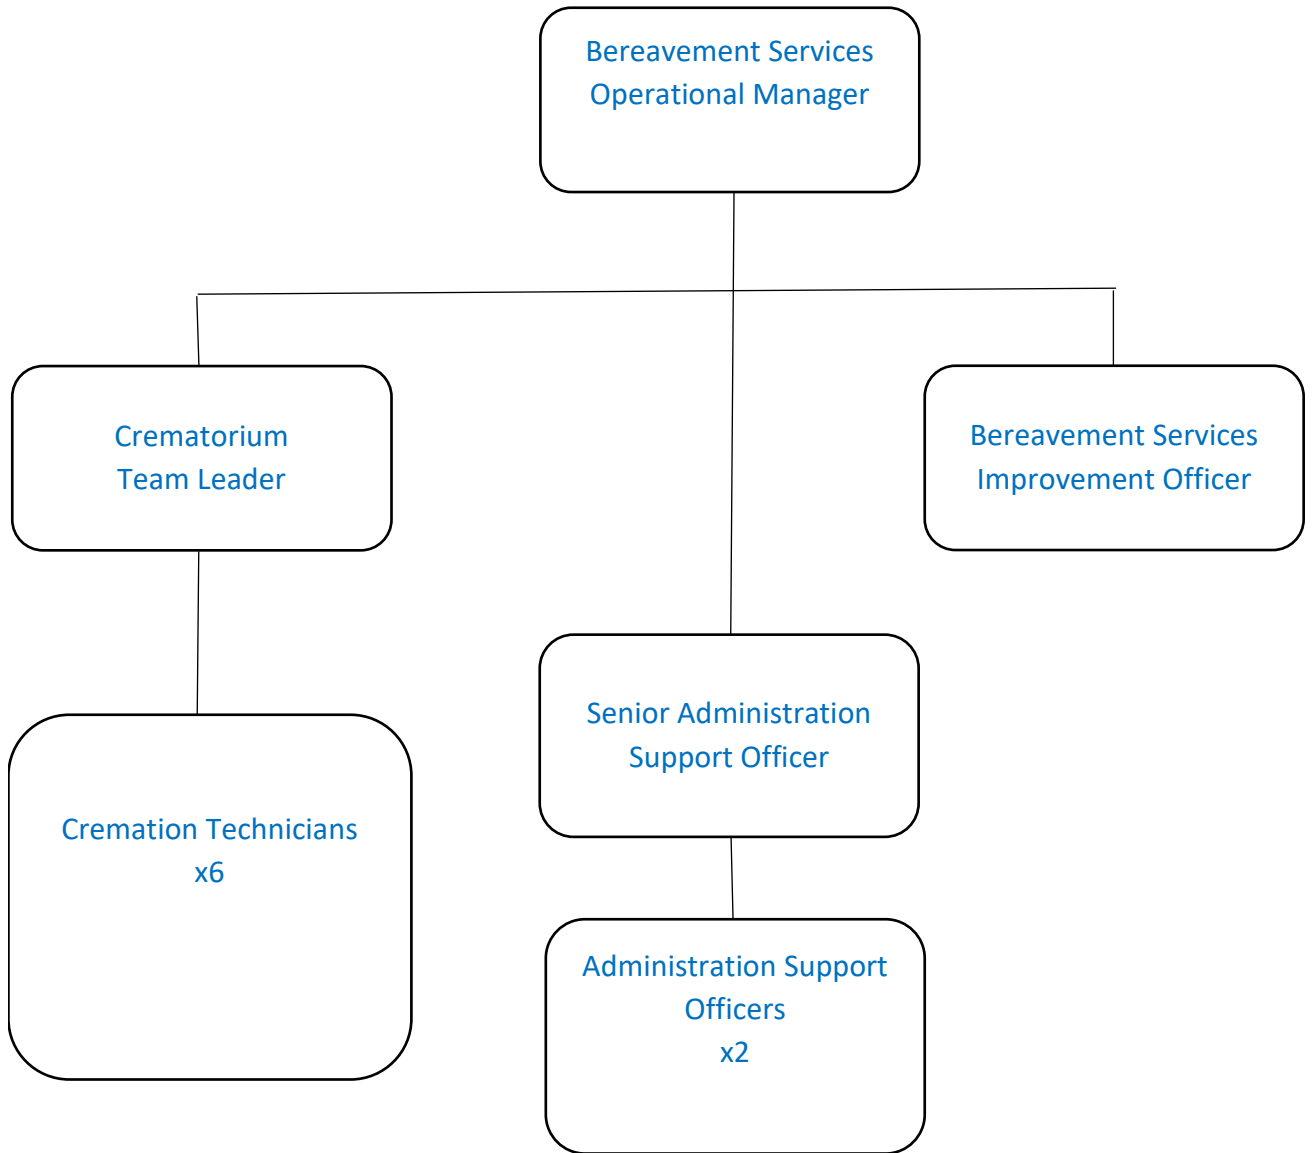 Bereavement Services
Operational Manager
Crematorium
Team Leader
Bereavement Services
Improvement Officer
Senior Administration
Support Officer
Cremation Technicians
x6
Administration Support
Officers
x2